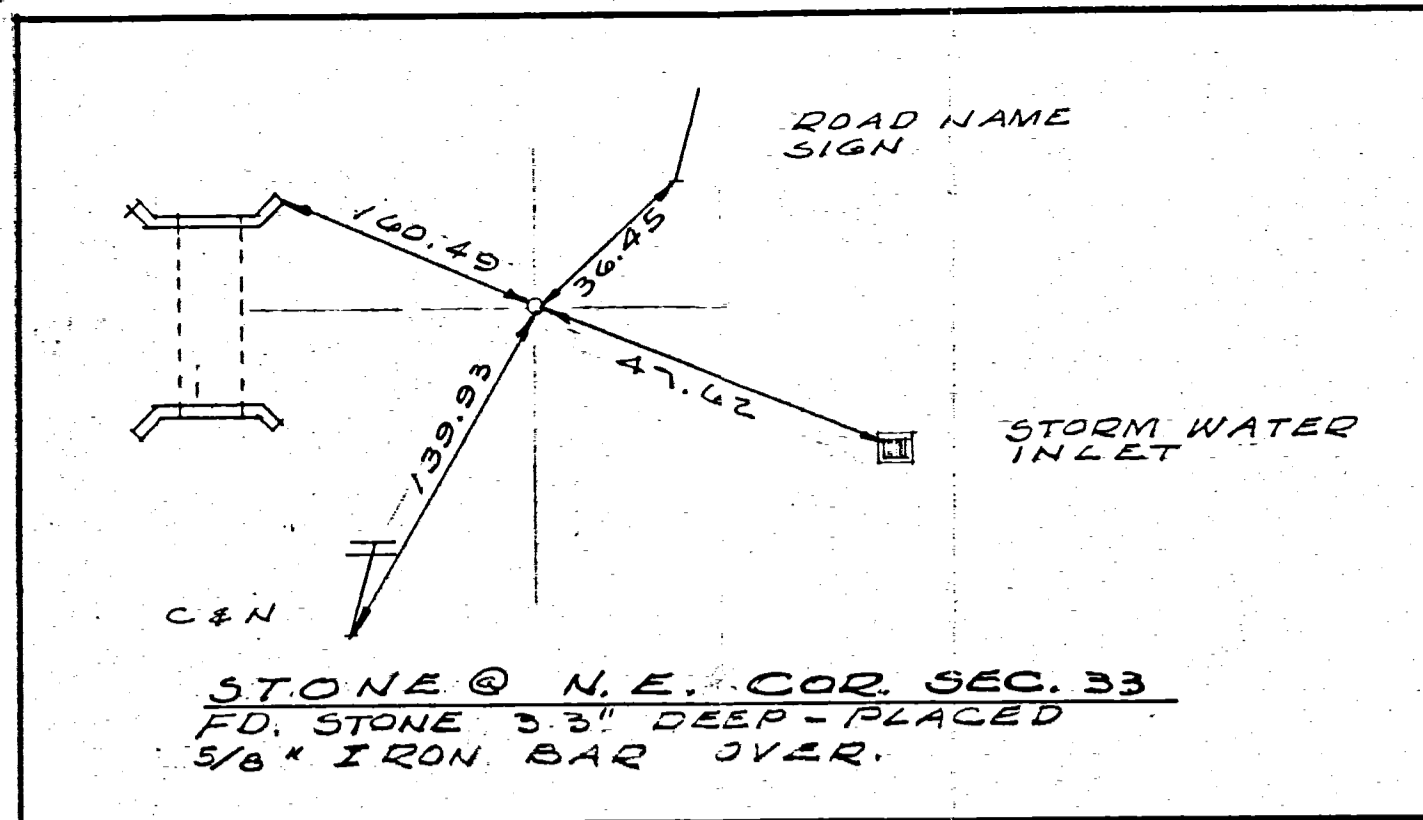 ROAD NAME
SIGN
160.49
36.45
47.62
139.93
STORM WATER
INLET
C & N
STONE @ N.E. COR. SEC. 33
FD. STONE 3.3" DEEP - PLACED
5/8" IRON BAR OVER.